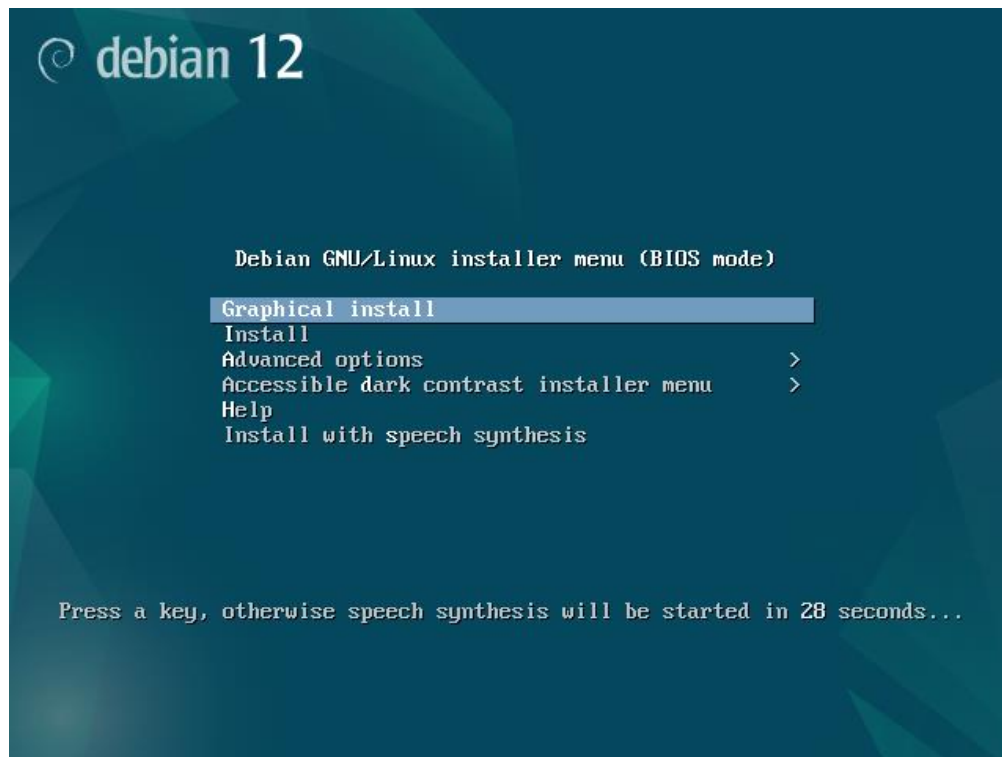 debian 12
Debian GNU/Linux installer menu (BIOS mode)
Graphical install
Install
Advanced options >
Accessible dark contrast installer menu >
Help
Install with speech synthesis
Press a key, otherwise speech synthesis will be started in 28 seconds...